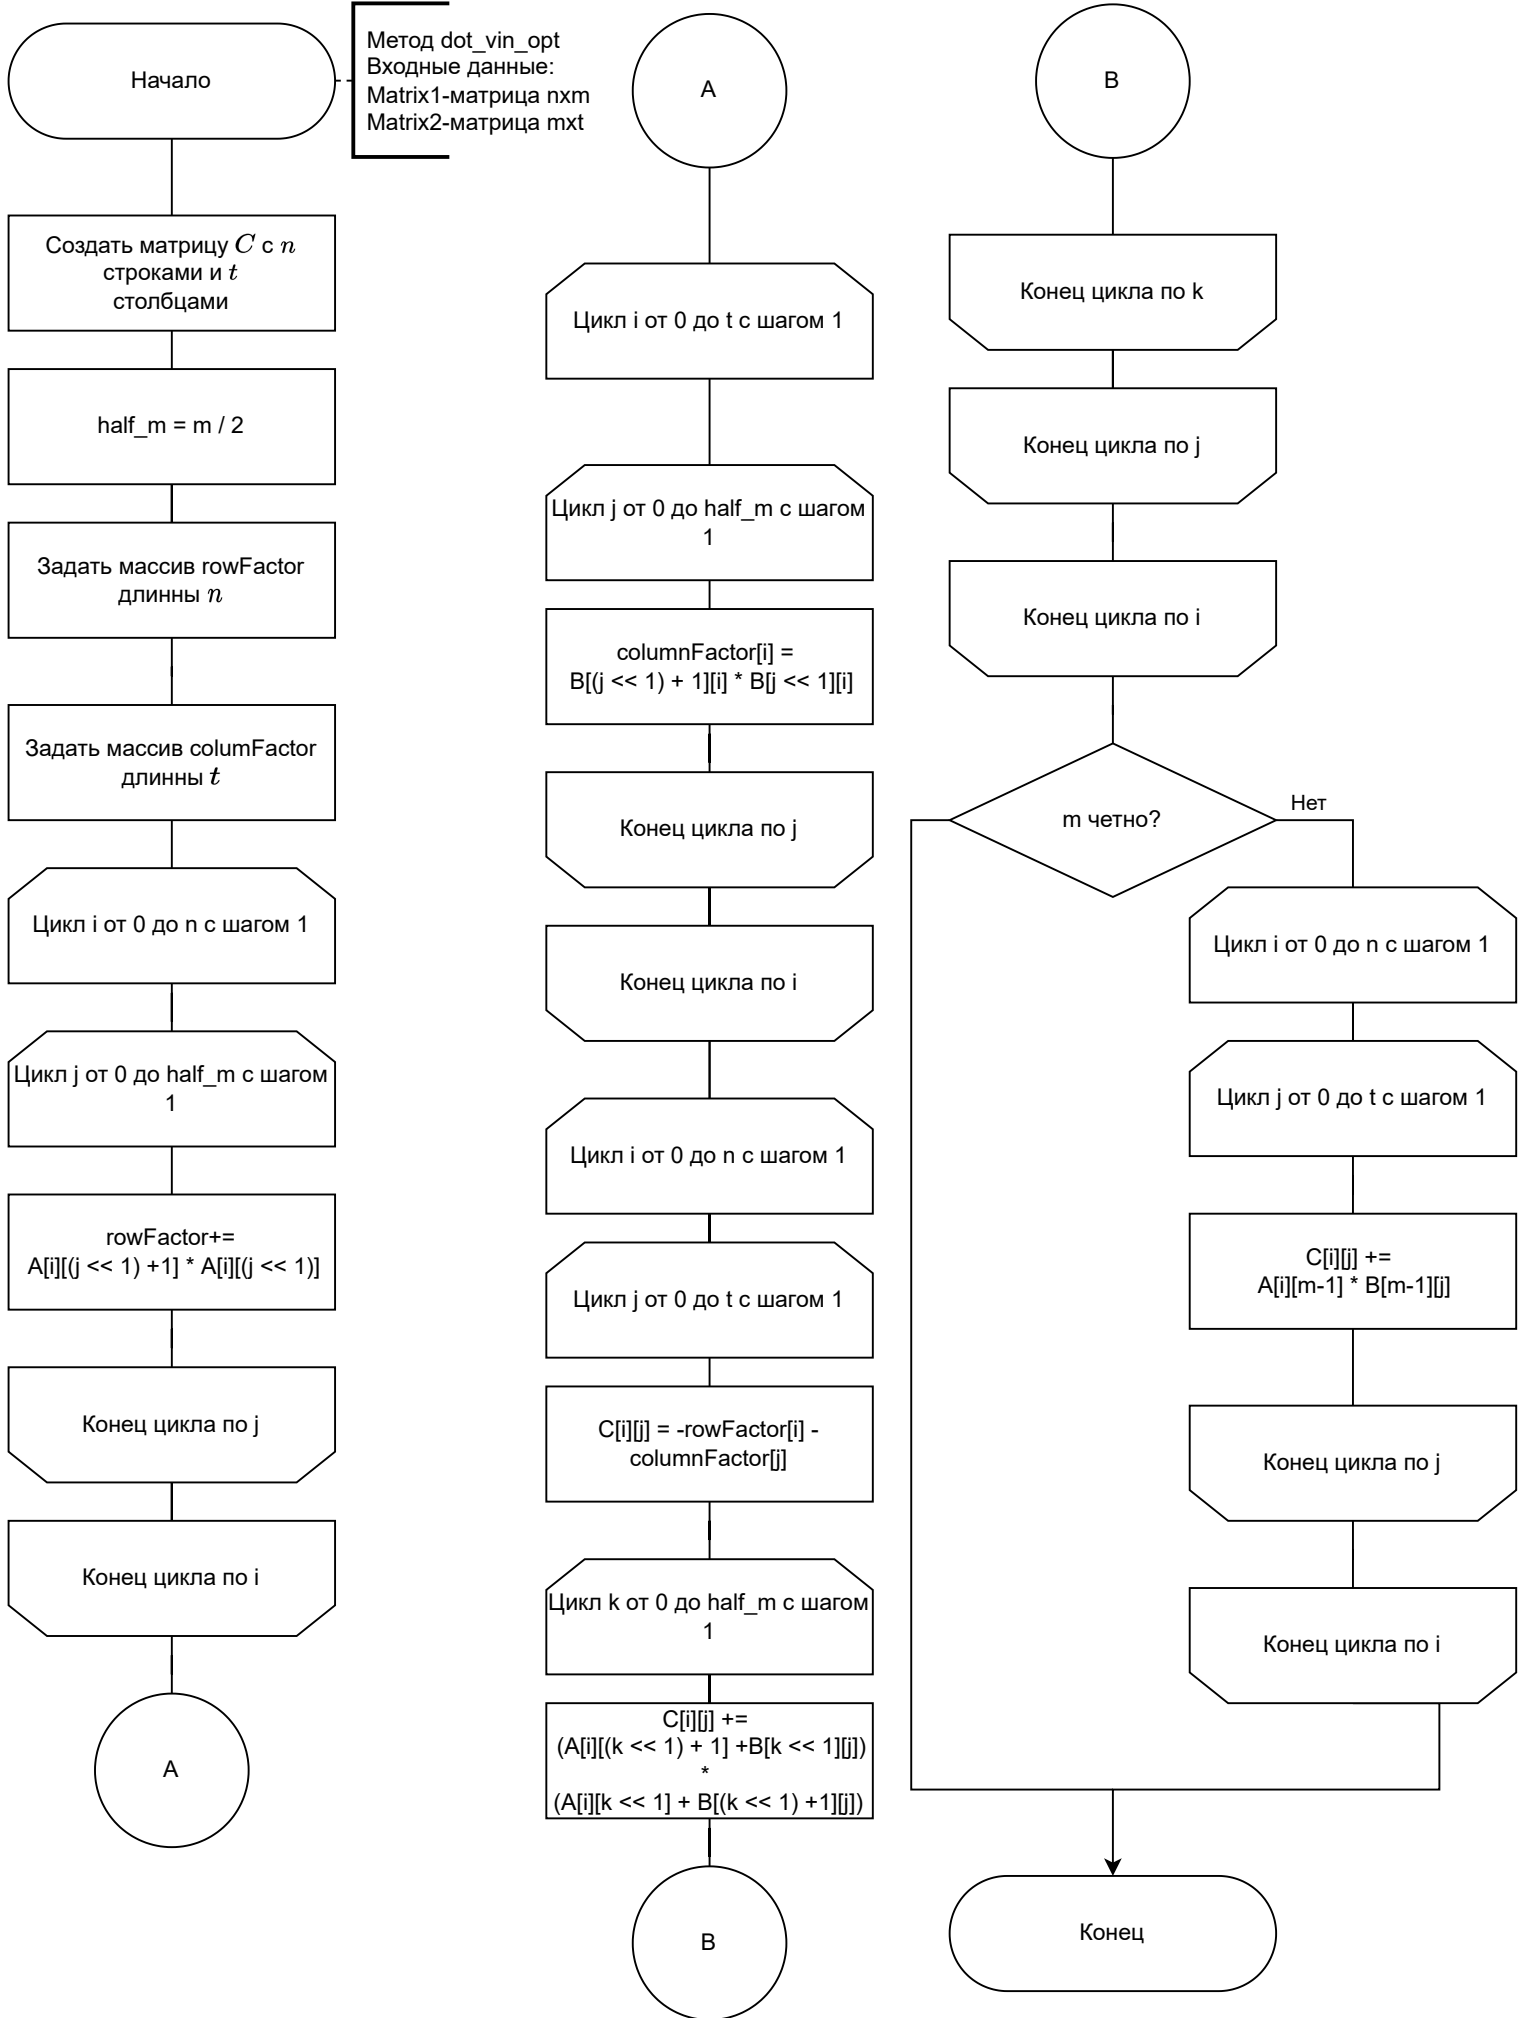 Начало
Метод dot_vin_opt
Входные данные:
Matrix1-матрица nxm
Matrix2-матрица mxt
Создать матрицу C с n
строками и t
столбцами
half_m = m / 2
Задать массив rowFactor
длинны n
Задать массив columFactor
длинны t
Цикл i от 0 до n с шагом 1
Цикл j от 0 до half_m с шагом
1
rowFactor+=
A[i][(j << 1) +1] * A[i][(j << 1)]
Конец цикла по j
Конец цикла по i
A
A
Цикл i от 0 до t с шагом 1
Цикл j от 0 до half_m с шагом
1
columnFactor[i] =
B[(j << 1) + 1][i] * B[j << 1][i]
Конец цикла по j
Конец цикла по i
Цикл i от 0 до n с шагом 1
Цикл j от 0 до t с шагом 1
C[i][j] = -rowFactor[i] -
columnFactor[j]
Цикл k от 0 до half_m с шагом
1
C[i][j] +=
(A[i][(k << 1) + 1] +B[k << 1][j])
*
(A[i][k << 1] + B[(k << 1) +1][j])
B
B
Конец цикла по k
Конец цикла по j
Конец цикла по i
m четно?
Нет
Цикл i от 0 до n с шагом 1
Цикл j от 0 до t с шагом 1
C[i][j] +=
A[i][m-1] * B[m-1][j]
Конец цикла по j
Конец цикла по i
Конец